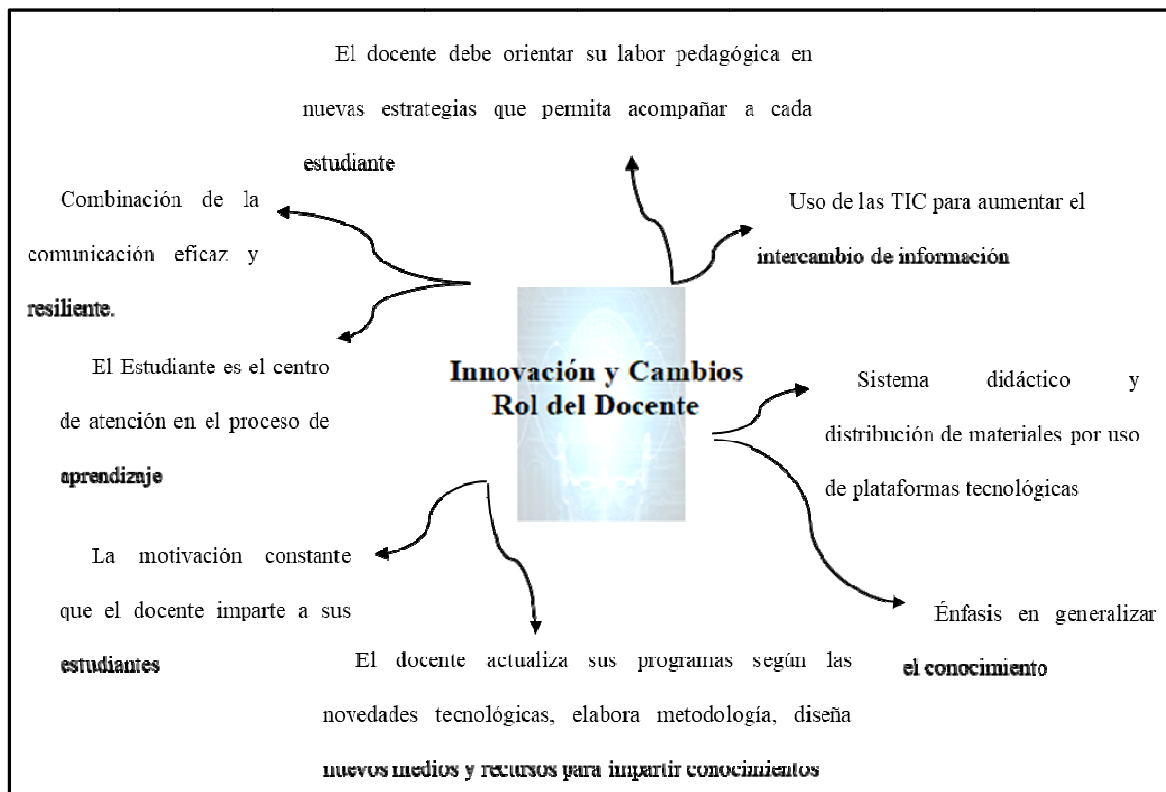 El docente debe orientar su labor pedagógica en
nuevas estrategias que permita acompañar a cada
estudiante
Combinación de la
comunicación eficaz y
resiliente.
Uso de las TIC para aumentar el
intercambio de información
El Estudiante es el centro
de atención en el proceso de
aprendizaje
Innovación y Cambios
Rol del Docente
Sistema didáctico y
distribución de materiales por uso
de plataformas tecnológicas
La motivación constante
que el docente imparte a sus
estudiantes
Énfasis en generalizar
el conocimiento
El docente actualiza sus programas según las
novedades tecnológicas, elabora metodología, diseña
nuevos medios y recursos para impartir conocimientos